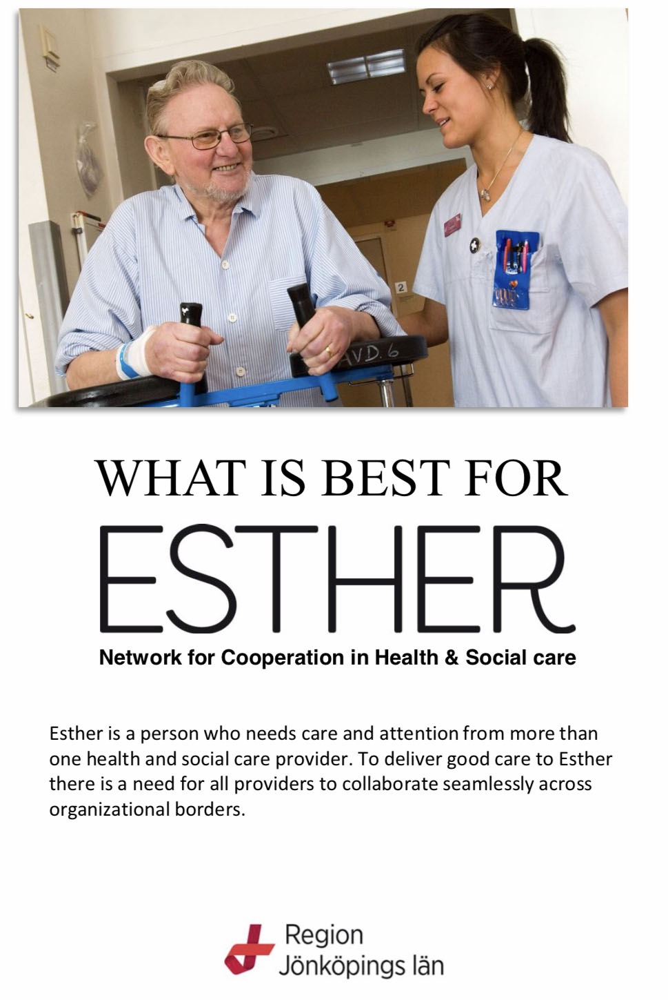 2
AVD. 6
WHAT IS BEST FOR
ESTHER
Network for Cooperation in Health & Social care
Esther is a person who needs care and attention from more than
one health and social care provider. To deliver good care to Esther
there is a need for all providers to collaborate seamlessly across
organizational borders.
Region
Jönköpings län